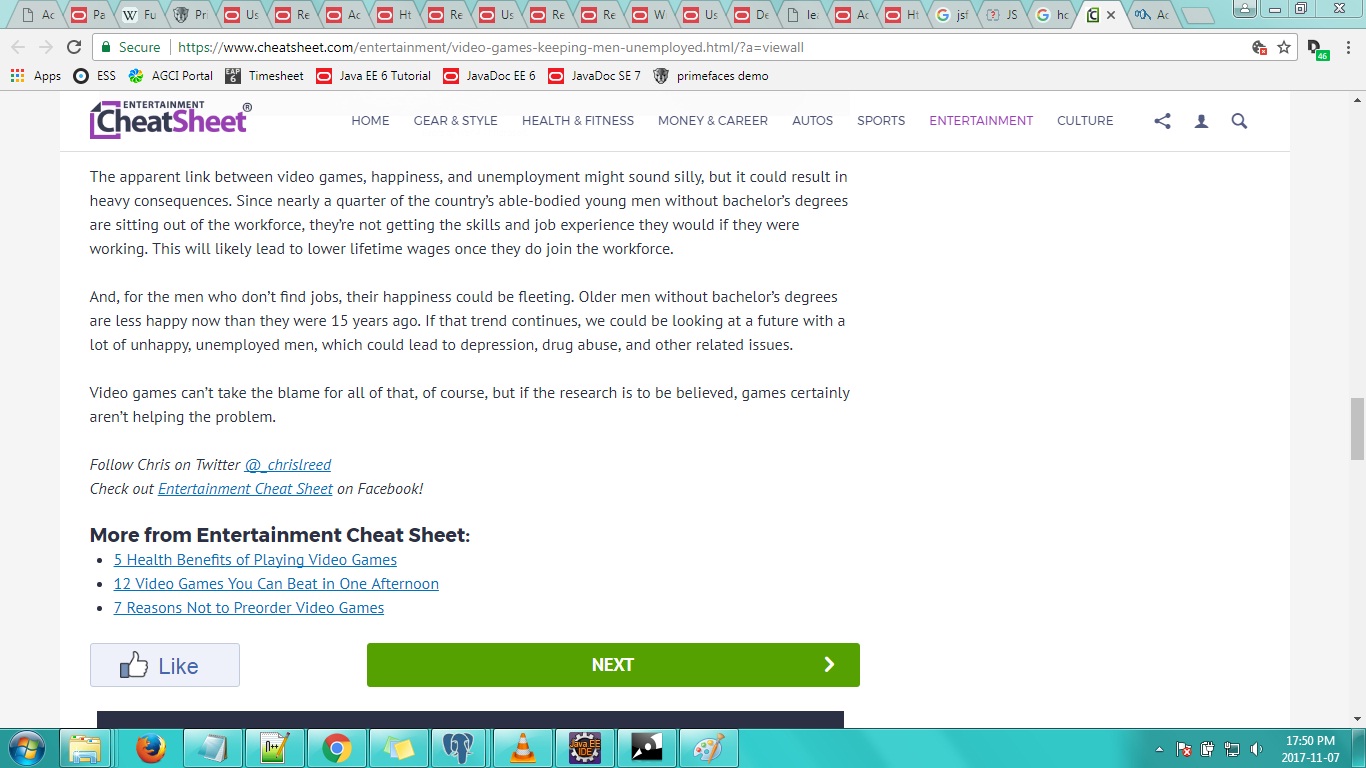 Ac Pa Fu Pri Us Re Ac Ht Re Us Re Re W Us De lea Ac Ht jsf JS hc Ac
Secure https://www.cheatsheet.com/entertainment/video-games-keeping-men-unemployed.html/?a=viewall
46
Apps ESS AGCI Portal EAP 6 Timesheet Java EE 6 Tutorial JavaDoc EE 6 JavaDoc SE 7 primefaces demo
ENTERTAINMENT
CheatSheet®
HOME GEAR & STYLE HEALTH & FITNESS MONEY & CAREER AUTOS SPORTS ENTERTAINMENT CULTURE
The apparent link between video games, happiness, and unemployment might sound silly, but it could result in
heavy consequences. Since nearly a quarter of the country’s able-bodied young men without bachelor’s degrees
are sitting out of the workforce, they’re not getting the skills and job experience they would if they were
working. This will likely lead to lower lifetime wages once they do join the workforce.
And, for the men who don’t find jobs, their happiness could be fleeting. Older men without bachelor’s degrees
are less happy now than they were 15 years ago. If that trend continues, we could be looking at a future with a
lot of unhappy, unemployed men, which could lead to depression, drug abuse, and other related issues.
Video games can’t take the blame for all of that, of course, but if the research is to be believed, games certainly
aren’t helping the problem.
Follow Chris on Twitter @_chrislreed
Check out Entertainment Cheat Sheet on Facebook!
More from Entertainment Cheat Sheet:
5 Health Benefits of Playing Video Games
12 Video Games You Can Beat in One Afternoon
7 Reasons Not to Preorder Video Games
Like
NEXT
Java EE
IDE
17:50 PM
2017-11-07